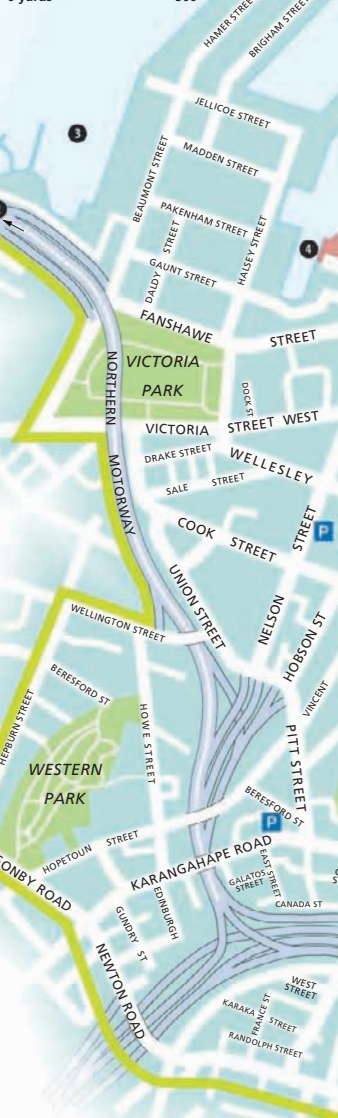 HAMER STREET
BRIGHAM STREET
JELLICOE STREET
3
MADDEN STREET
BEAUMONT STREET
PAKENHAM STREET
HALSEY STREET
4
DALDY STREET
GAUNT STREET
FANSHAWE STREET
VICTORIA
PARK
NORTHERN MOTORWAY
DOCK ST
VICTORIA STREET WEST
DRAKE STREET
WELLESLEY
SALE STREET
COOK STREET
NELSON STREET
P
UNION STREET
HOBSON ST
WELLINGTON STREET
BERESFORD ST
HEPBURN STREET
HOWE STREET
VINCENT
PITT STREET
WESTERN
PARK
BERESFORD ST
P
HOPETOUN STREET
KARANGAHAPE ROAD
EAST STREET
GALATOS
STREET
CANADA ST
ONBY ROAD
EDINBURGH
GUNDRY ST
NEWTON ROAD
WEST
STREET
KARAKA STREET
FRANCE ST
RANDOLPH STREET